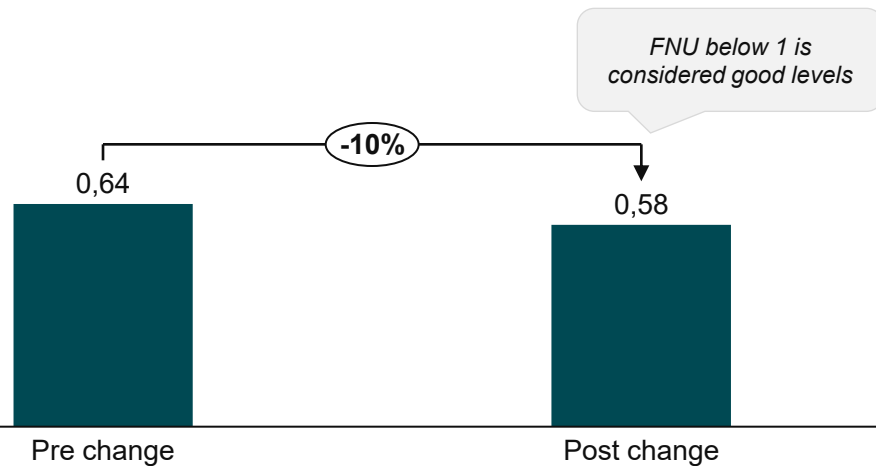 FNU below 1 is
considered good levels
-10%
0,64
0,58
Pre change
Post change